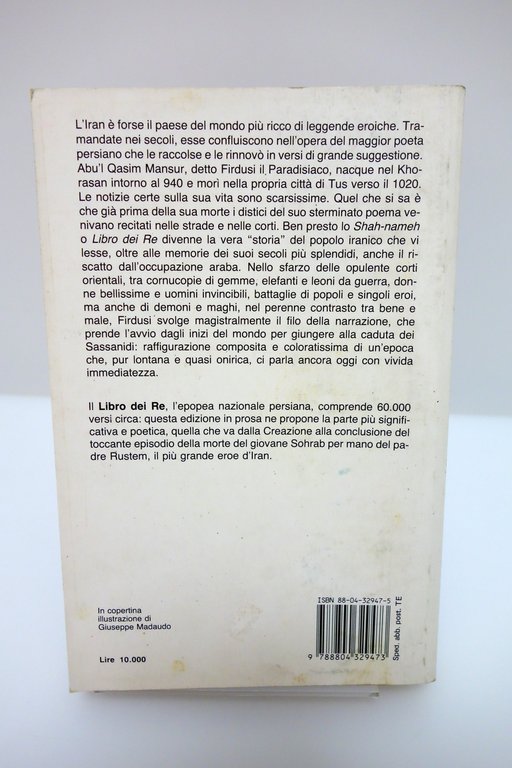 L'Iran è forse il paese del mondo più ricco di leggende eroiche. Tra-
mandate nei secoli, esse confluiscono nell'opera del maggior poeta
persiano che le raccolse e le rinnovò in versi di grande suggestione.
Abu'l Qasim Mansur, detto Firdusi il Paradisiaco, nacque nel Kho-
rasan intorno al 940 e morì nella propria città di Tus verso il 1020.
Le notizie certe sulla sua vita sono scarsissime. Quel che si sa è
che già prima della sua morte i distici del suo sterminato poema ve-
nivano recitati nelle strade e nelle corti. Ben presto lo Shah-nameh
o Libro dei Re divenne la vera "storia" del popolo iranico che vi
lesse, oltre alle memorie dei suoi secoli più splendidi, anche il ri-
scatto dall'occupazione araba. Nello sfarzo delle opulente corti
orientali, tra cornucopie di gemme, elefanti e leoni da guerra, don-
ne bellissime e uomini invincibili, battaglie di popoli e singoli eroi,
ma anche di demoni e maghi, nel perenne contrasto tra bene e
male, Firdusi svolge magistralmente il filo della narrazione, che
prende l'avvio dagli inizi del mondo per giungere alla caduta dei
Sassanidi: raffigurazione composita e coloratissima di un'epoca
che, pur lontana e quasi onirica, ci parla ancora oggi con vivida
immediatezza.
Il Libro dei Re, l'epopea nazionale persiana, comprende 60.000
versi circa: questa edizione in prosa ne propone la parte più signifi-
cativa e poetica, quella che va dalla Creazione alla conclusione del
toccante episodio della morte del giovane Sohrab per mano del pa-
dre Rustem, il più grande eroe d'Iran.
In copertina
illustrazione di
Giuseppe Madaudo
Lire 10.000
ISBN 88-04-32947-5
9 788804 329473
Sped. abb. post. TE